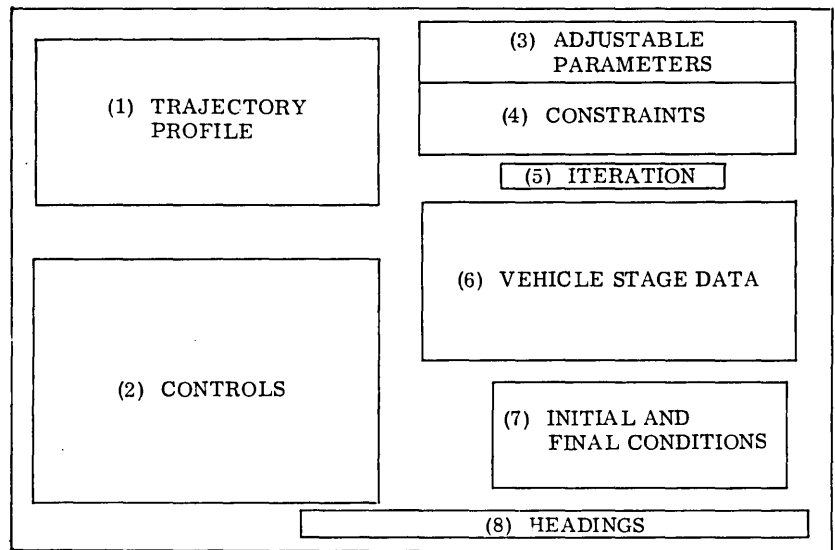 (1) TRAJECTORY
PROFILE
(2) CONTROLS
(3) ADJUSTABLE
PARAMETERS
(4) CONSTRAINTS
(5) ITERATION
(6) VEHICLE STAGE DATA
(7) INITIAL AND
FINAL CONDITIONS
(8) HEADINGS